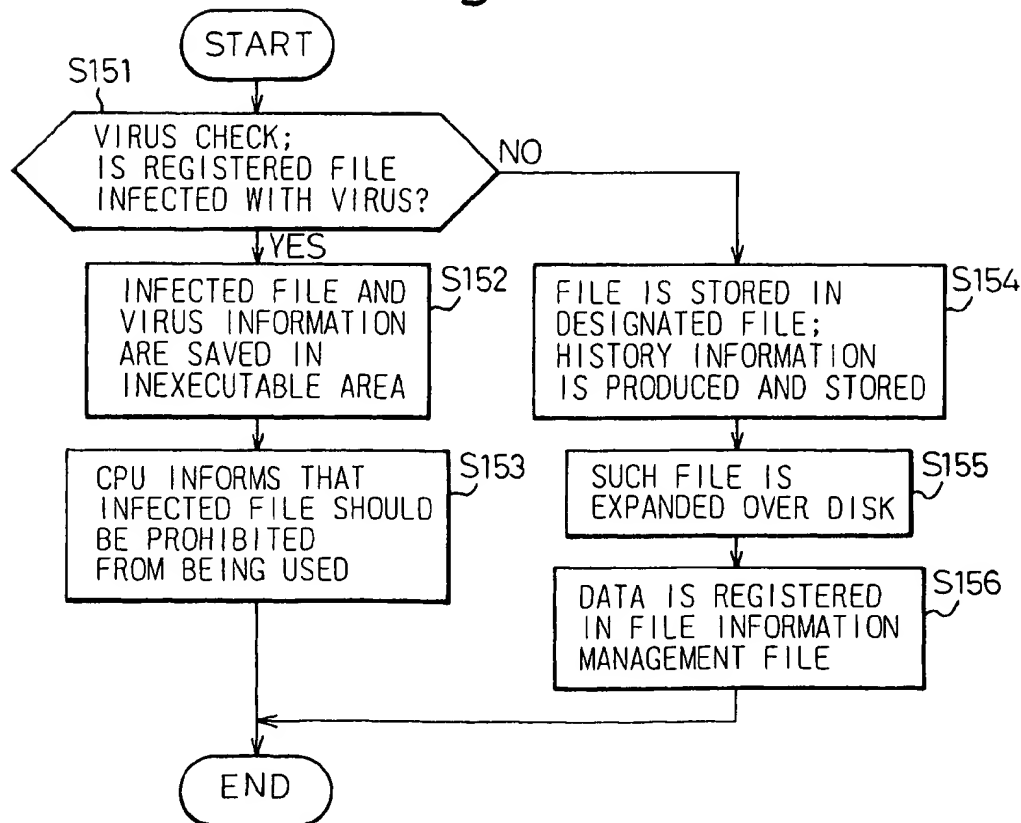 START
S151
VIRUS CHECK;
IS REGISTERED FILE
INFECTED WITH VIRUS?
NO
YES
S152
INFECTED FILE AND
VIRUS INFORMATION
ARE SAVED IN
INEXECUTABLE AREA
S153
CPU INFORMS THAT
INFECTED FILE SHOULD
BE PROHIBITED
FROM BEING USED
S154
FILE IS STORED IN
DESIGNATED FILE;
HISTORY INFORMATION
IS PRODUCED AND STORED
S155
SUCH FILE IS
EXPANDED OVER DISK
S156
DATA IS REGISTERED
IN FILE INFORMATION
MANAGEMENT FILE
END